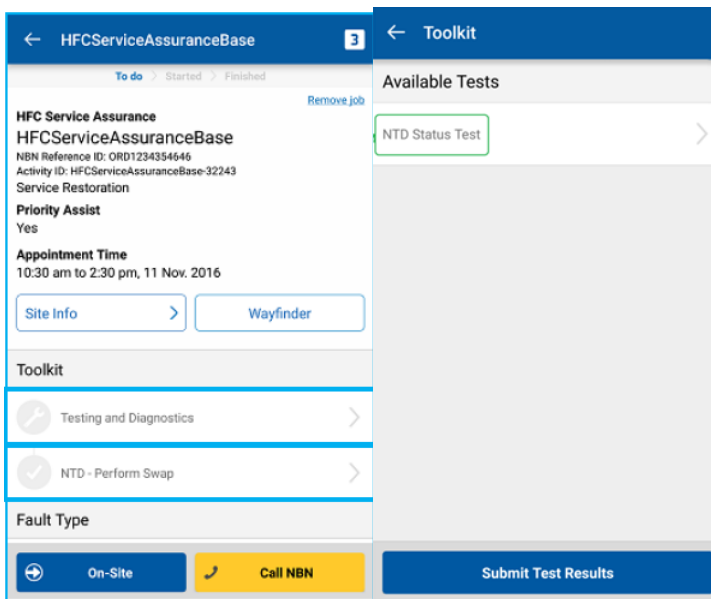 HFCServiceAssuranceBase
3
To do > Started > Finished
Remove job
HFC Service Assurance
HFCServiceAssuranceBase
NBN Reference ID: ORD1234354646
Activity ID: HFCServiceAssuranceBase-32243
Service Restoration
Priority Assist
Yes
Appointment Time
10:30 am to 2:30 pm, 11 Nov. 2016
Site Info
Wayfinder
Toolkit
Testing and Diagnostics
NTD - Perform Swap
Fault Type
On-Site
Call NBN
Toolkit
Available Tests
NTD Status Test
Submit Test Results